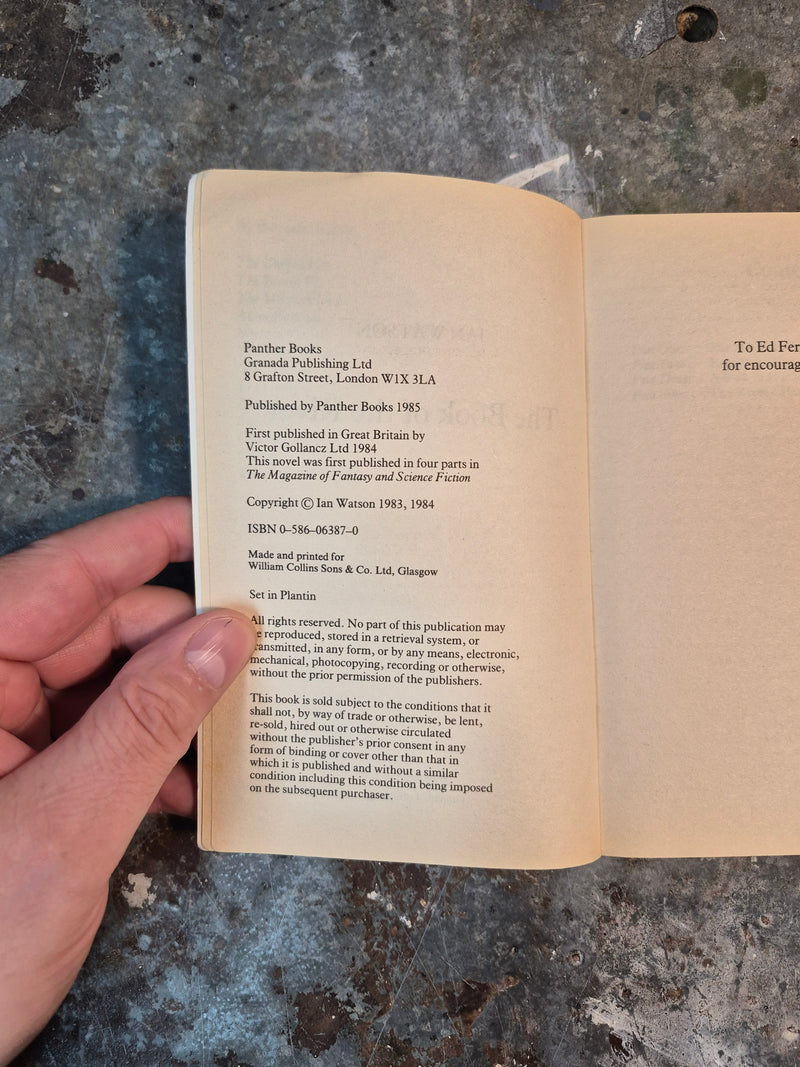 Panther Books
Granada Publishing Ltd
8 Grafton Street, London W1X 3LA
Published by Panther Books 1985
First published in Great Britain by
Victor Gollancz Ltd 1984
This novel was first published in four parts in
The Magazine of Fantasy and Science Fiction
Copyright © Ian Watson 1983, 1984
ISBN 0–586–06387–0
Made and printed for
William Collins Sons & Co. Ltd, Glasgow
Set in Plantin
All rights reserved. No part of this publication may
reproduced, stored in a retrieval system, or
in any form, or by any means, electronic,
mechanical, photocopying, recording or otherwise,
without the prior permission of the publishers.
This book is sold subject to the conditions that it
shall not, by way of trade or otherwise, be lent,
re-sold, hired out or otherwise circulated
without the publisher's prior consent in any
form of binding or cover other than that in
which it is published and without a similar
condition including this condition being imposed
on the subsequent purchaser.
To Ed Fer
for encourag